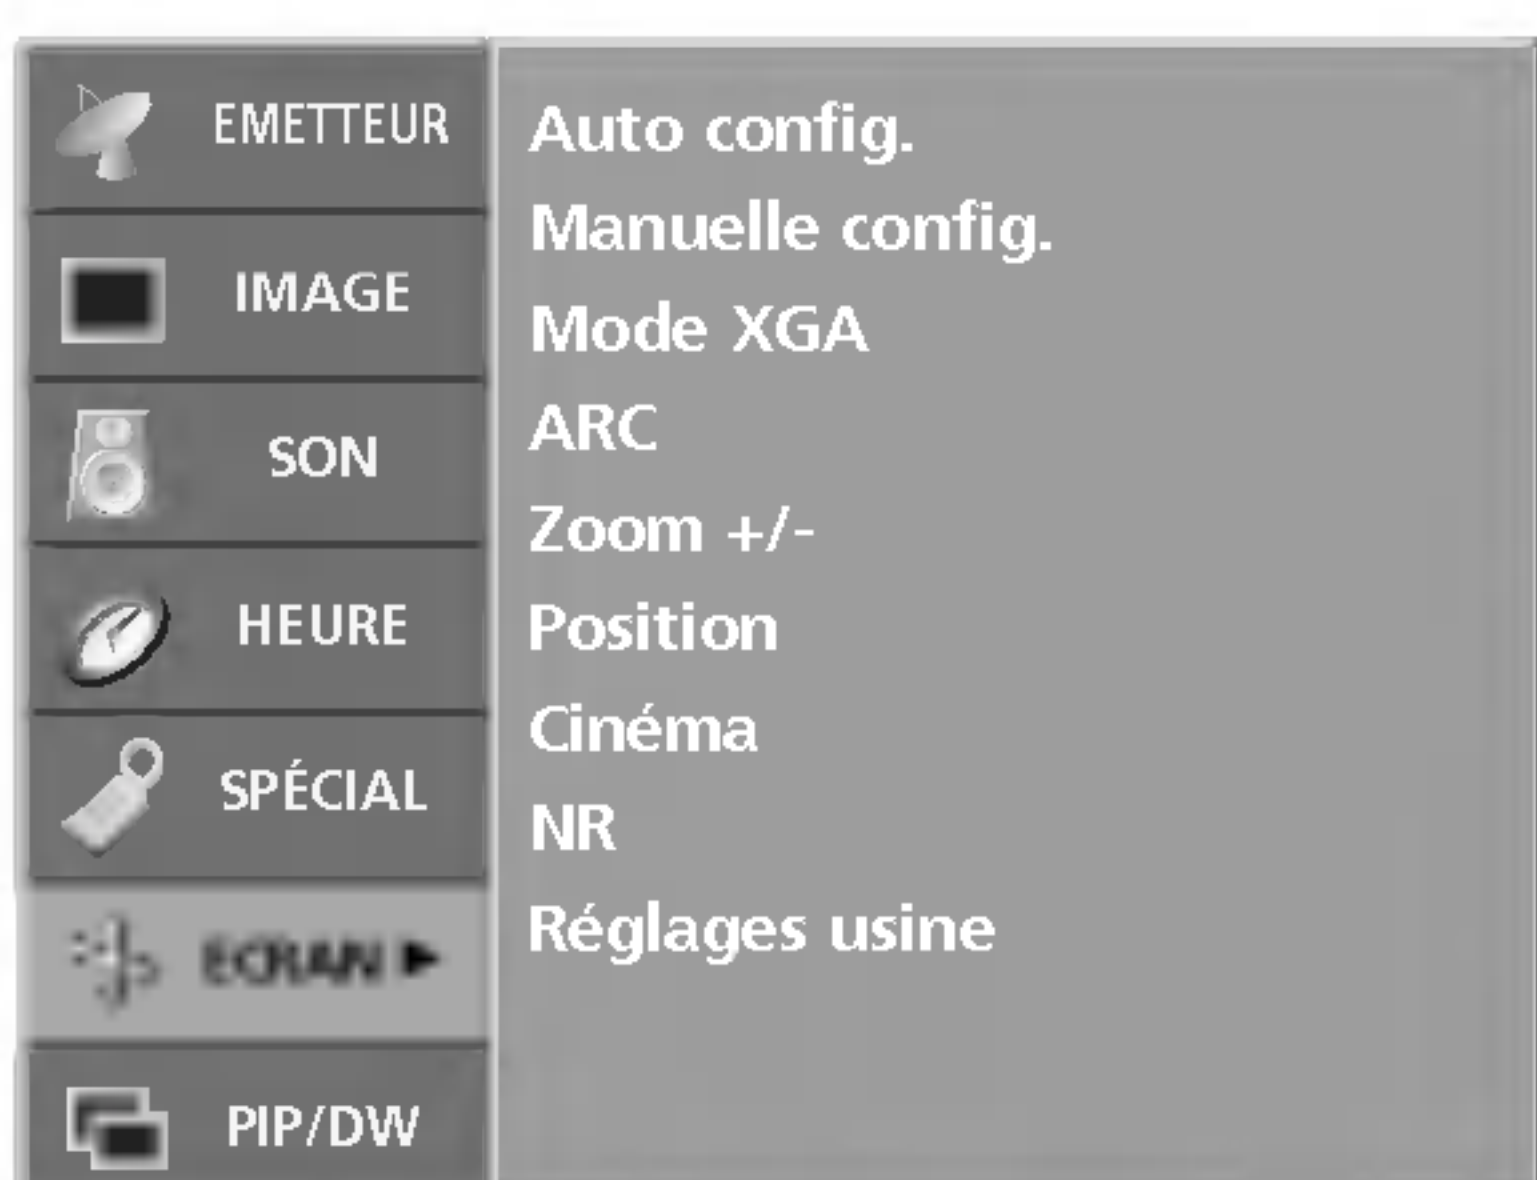 EMETTEUR
IMAGE
SON
HEURE
SPÉCIAL
ECRAN ►
PIP/DW
Auto config.
Manuelle config.
Mode XGA
ARC
Zoom +/-
Position
Cinéma
NR
Réglages usine